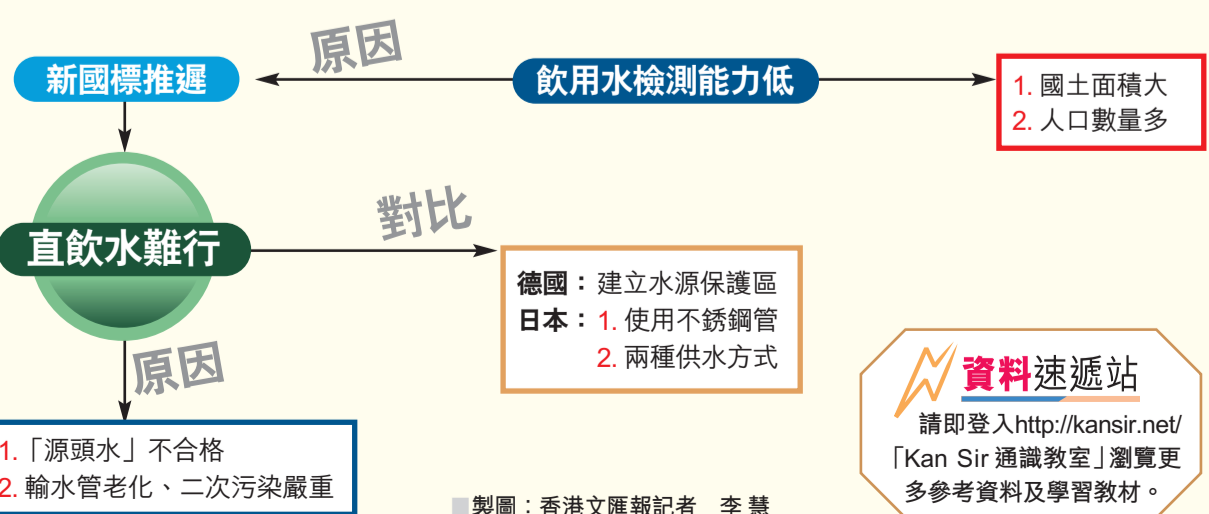 新國標推遲
原因
飲用水檢測能力低
1. 國土面積大
2. 人口數量多
直飲水難行
對比
德國：建立水源保護區
日本：1. 使用不銹鋼管
2. 兩種供水方式
原因
1.「源頭水」不合格
2. 輸水管老化、二次污染嚴重
資料速遞站
請即登入http://kansir.net/
「Kan Sir 通識教室」瀏覽更
多參考資料及學習教材。
■製圖：香港文匯報記者 李慧